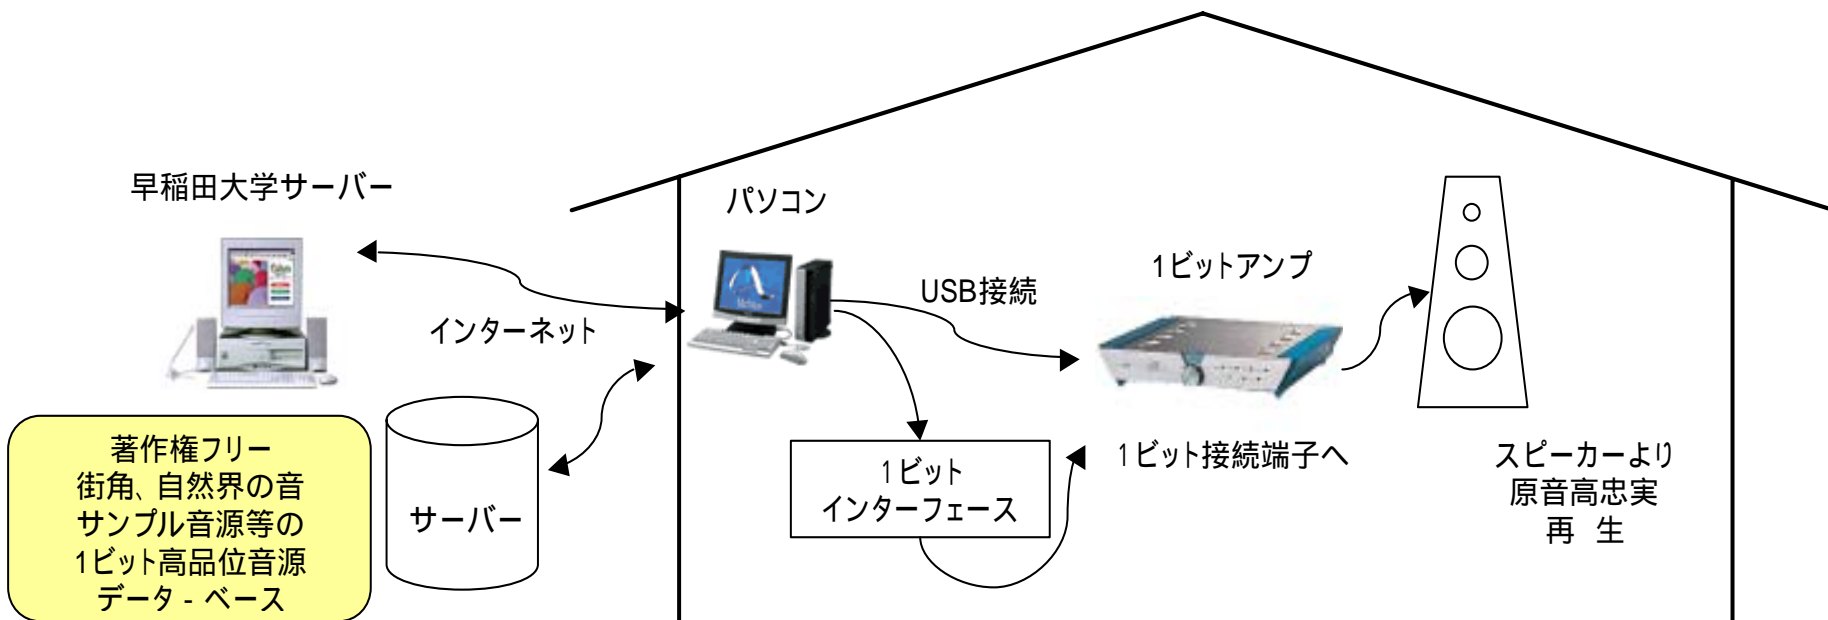 早稲田大学サーバー
インターネット
著作権フリー
街角、自然界の音
サンプル音源等の
1ビット高品位音源
データ - ベース
サーバー
パソコン
USB接続
1ビットアンプ
1ビット
インターフェース
1ビット接続端子へ
スピーカーより
原音高忠実
再 生